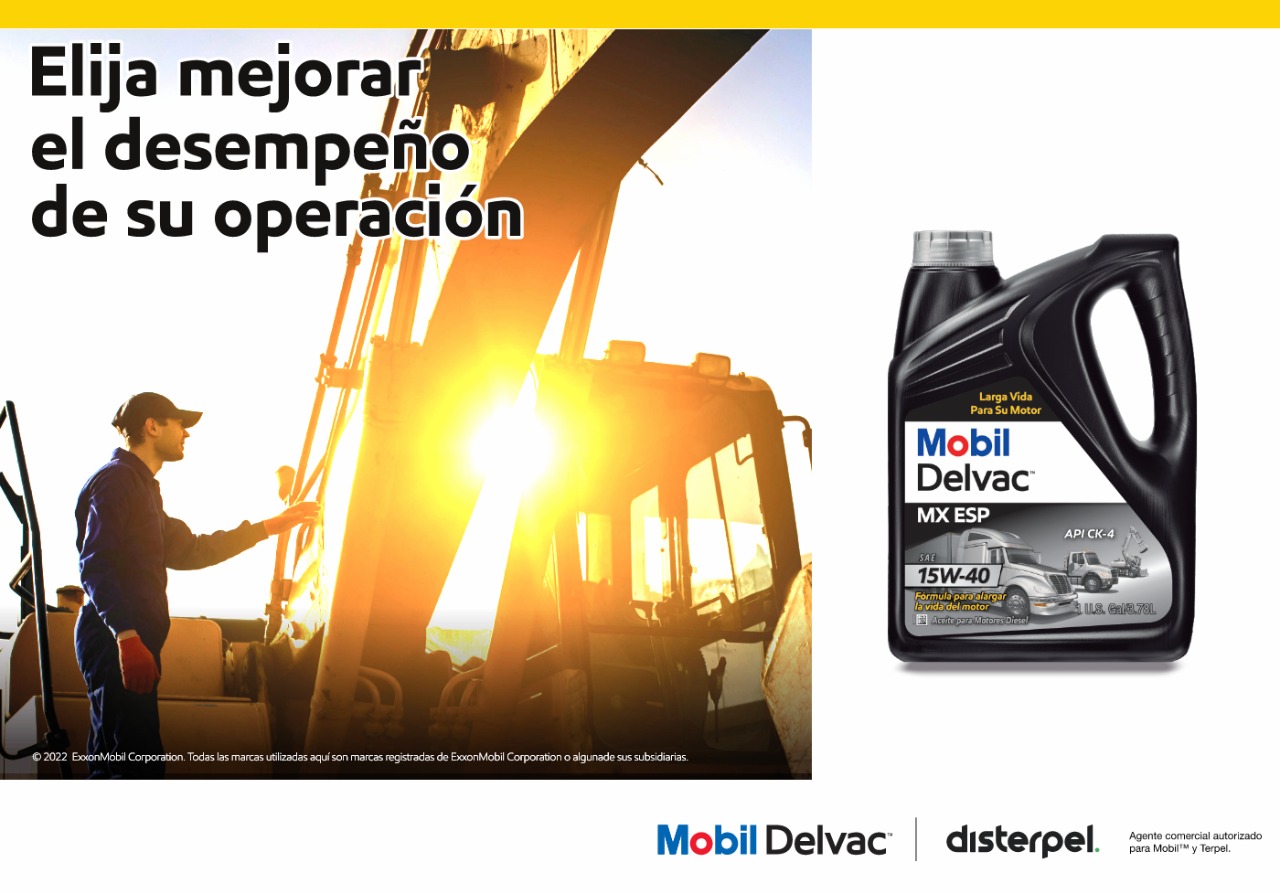 Elija mejorar
el desempeño
de su operación
Larga Vida
Para Su Motor
Mobil
Delvac™
MX ESP
API CK-4
SAE
15W-40
Fórmula para alargar
la vida del motor
1 U.S. Gal/3.78L
Aceite para Motores Diesel
© 2022 ExxonMobil Corporation. Todas las marcas utilizadas aquí son marcas registradas de ExxonMobil Corporation o algunade sus subsidiarias.
Mobil Delvac™
disterpel.
Agente comercial autorizado
para Mobil™ y Terpel.